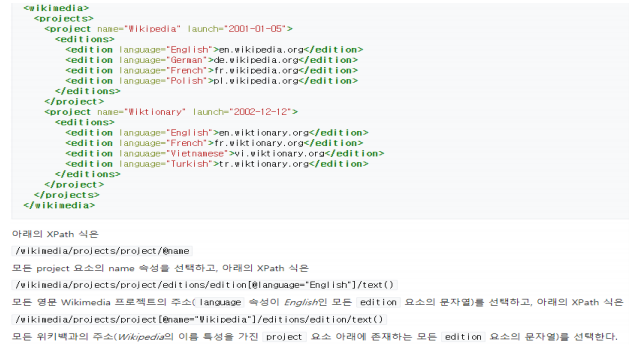 <wikimedia>
<projects>
<project name="Wikipedia" launch="2001-01-05">
<editions>
<edition language="English">en.wikipedia.org</edition>
<edition language="German">de.wikipedia.org</edition>
<edition language="French">fr.wikipedia.org</edition>
<edition language="Polish">pl.wikipedia.org</edition>
</editions>
</project>
<project name="Wiktionary" launch="2002-12-12">
<editions>
<edition language="English">en.wiktionary.org</edition>
<edition language="French">fr.wiktionary.org</edition>
<edition language="Vietnamese">vi.wiktionary.org</edition>
<edition language="Turkish">tr.wiktionary.org</edition>
</editions>
</project>
</projects>
</wikimedia>
아래의 XPath 식은
/wikimedia/projects/project/@name
모든 project 요소의 name 속성을 선택하고, 아래의 XPath 식은
/wikimedia/projects/project/editions/edition[@language="English"]/text()
모든 영문 Wikimedia 프로젝트의 주소( language 속성이 English인 모든 edition 요소의 문자열)를 선택하고, 아래의 XPath 식은
/wikimedia/projects/project[@name="Wikipedia"]/editions/edition/text()
모든 위키백과의 주소(Wikipedia의 이름 특성을 가진 project 요소 아래에 존재하는 모든 edition 요소의 문자열)를 선택한다.